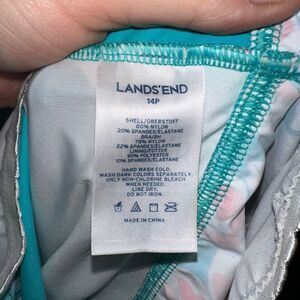 LANDS'END
14P
SHELL/OBERSTOFF
80% NYLON
20% SPANDEX/ELASTANE
BRA/BH
78% NYLON
22% SPANDEX/ELASTANE
LINING/FUTTER
90% POLYESTER
10% SPANDEX/ELASTANE
HAND WASH COLD.
WASH DARK COLORS SEPARATELY.
ONLY NON-CHLORINE BLEACH
WHEN NEEDED.
LINE DRY.
DO NOT IRON.
MADE IN CHINA